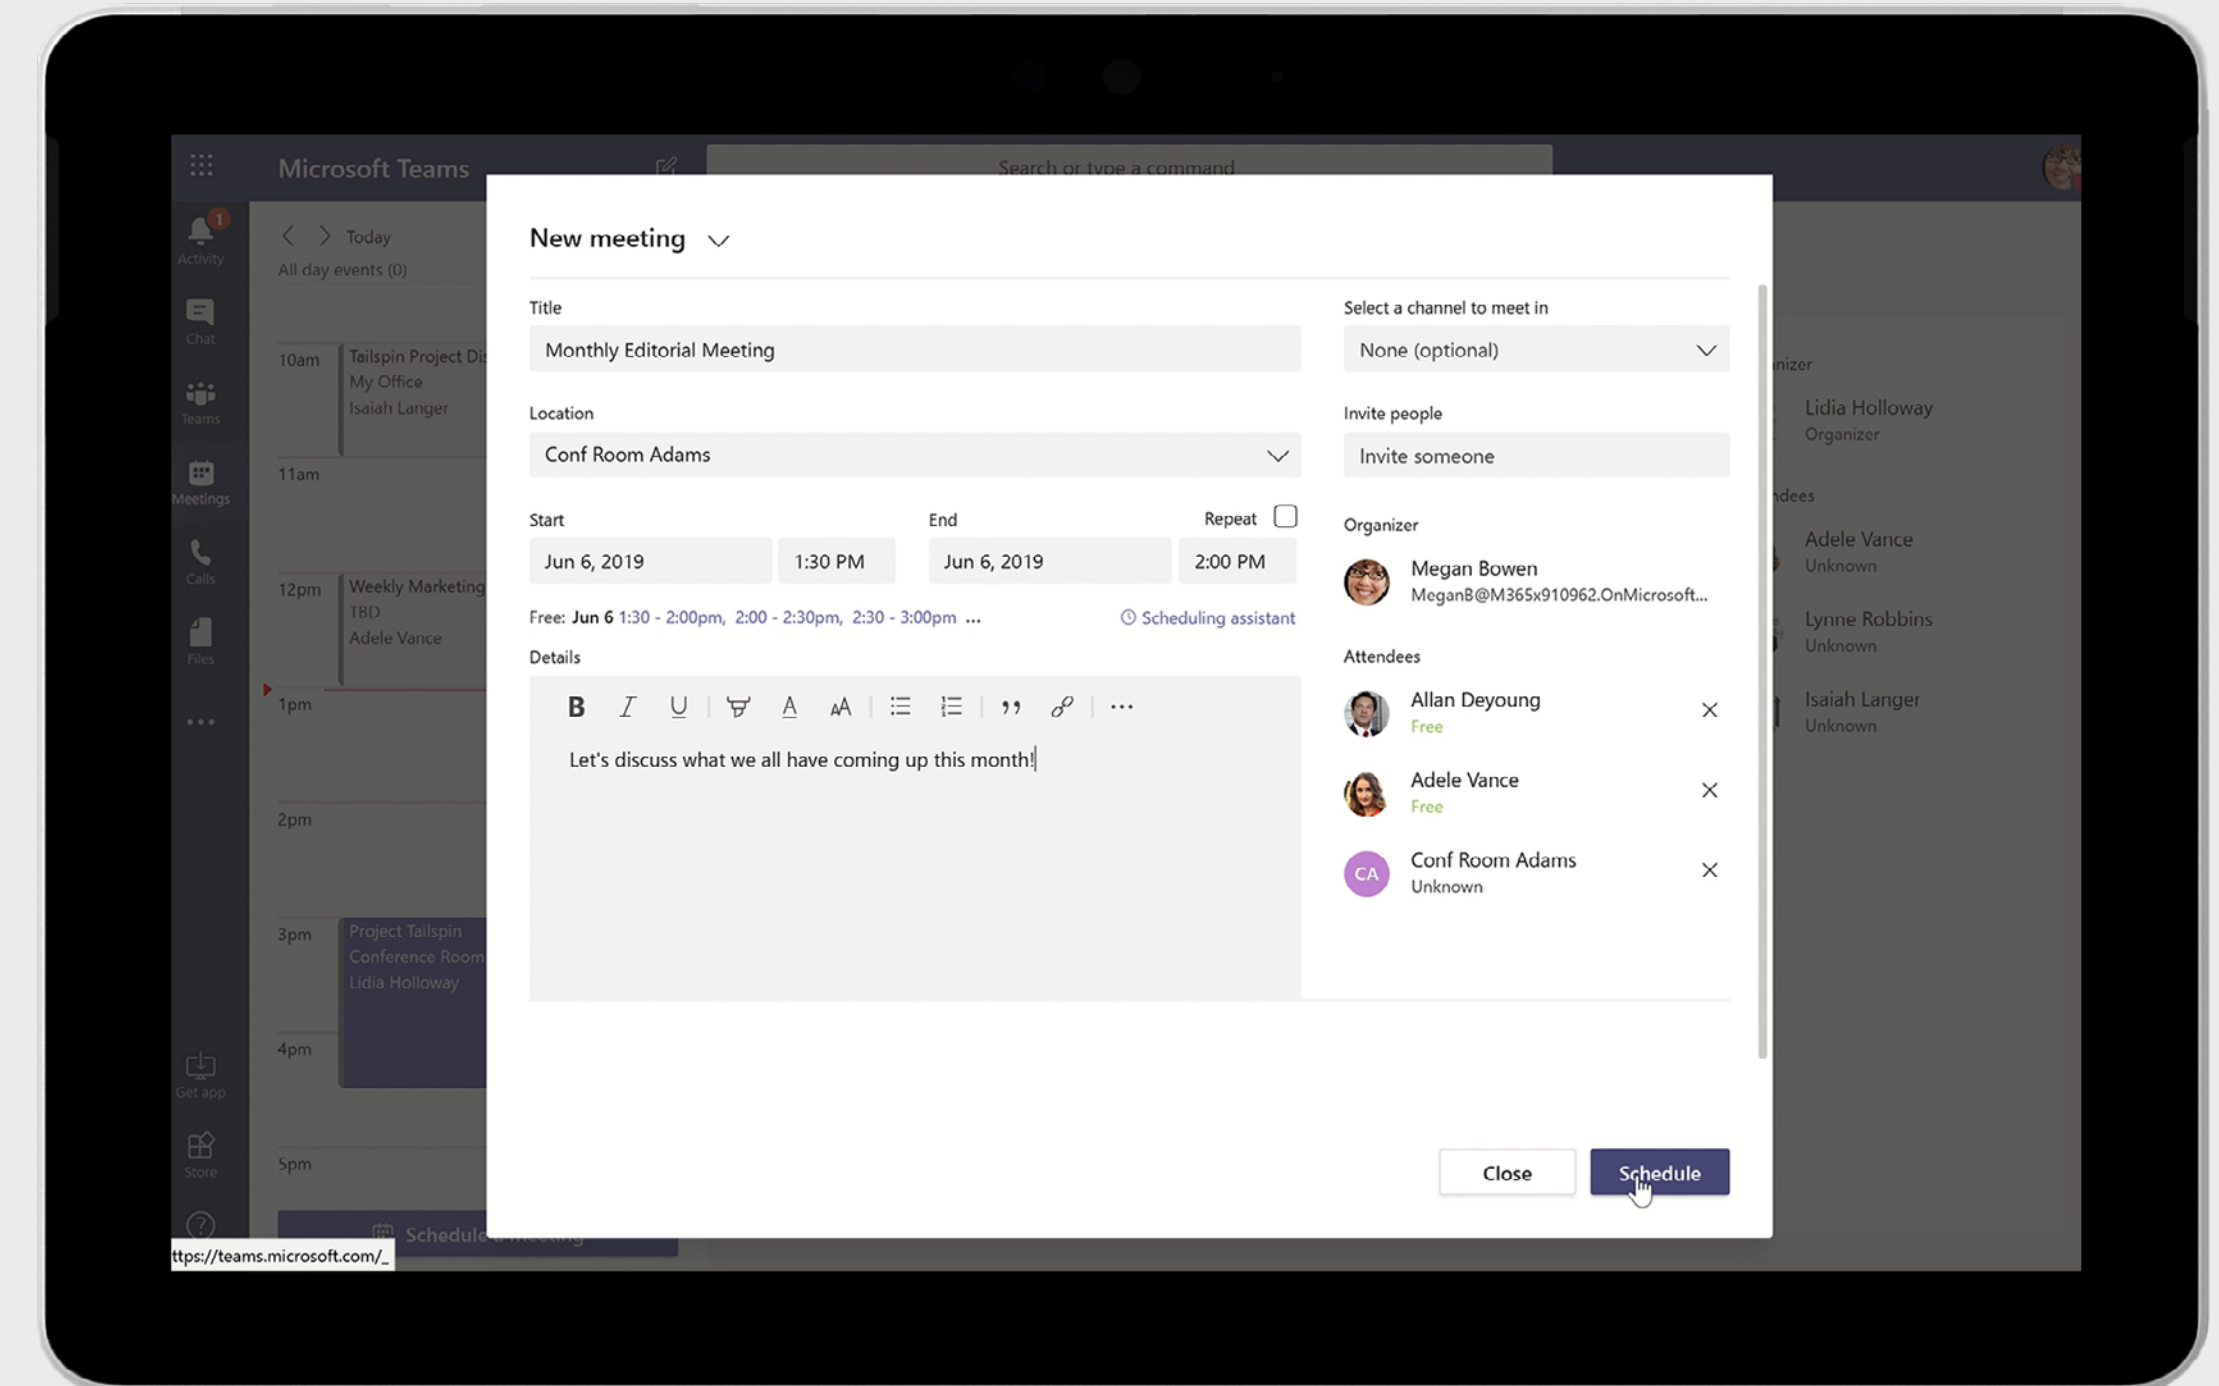 Microsoft Teams
Search or type a command
1
Activity
Chat
Teams
Meetings
Calls
Files
Get app
Store
Today
All day events (0)
10am
Tailspin Project Dis
My Office
Isaiah Langer
11am
12pm
Weekly Marketing
TBD
Adele Vance
1pm
2pm
3pm
Project Tailspin
Conference Room
Lidia Holloway
4pm
5pm
Schedule a meeting
ttps://teams.microsoft.com/_
New meeting
Title
Monthly Editorial Meeting
Location
Conf Room Adams
Start
End
Repeat
Jun 6, 2019
1:30 PM
Jun 6, 2019
2:00 PM
Free: Jun 6 1:30 - 2:00pm, 2:00 - 2:30pm, 2:30 - 3:00pm ...
Scheduling assistant
Details
B I U A AA
Let's discuss what we all have coming up this month!
Select a channel to meet in
None (optional)
Invite people
Invite someone
Organizer
Megan Bowen
MeganB@M365x910962.OnMicrosoft...
Attendees
Allan Deyoung
Free
Adele Vance
Free
CA
Conf Room Adams
Unknown
Close
Schedule
nizer
Lidia Holloway
Organizer
ndees
Adele Vance
Unknown
Lynne Robbins
Unknown
Isaiah Langer
Unknown